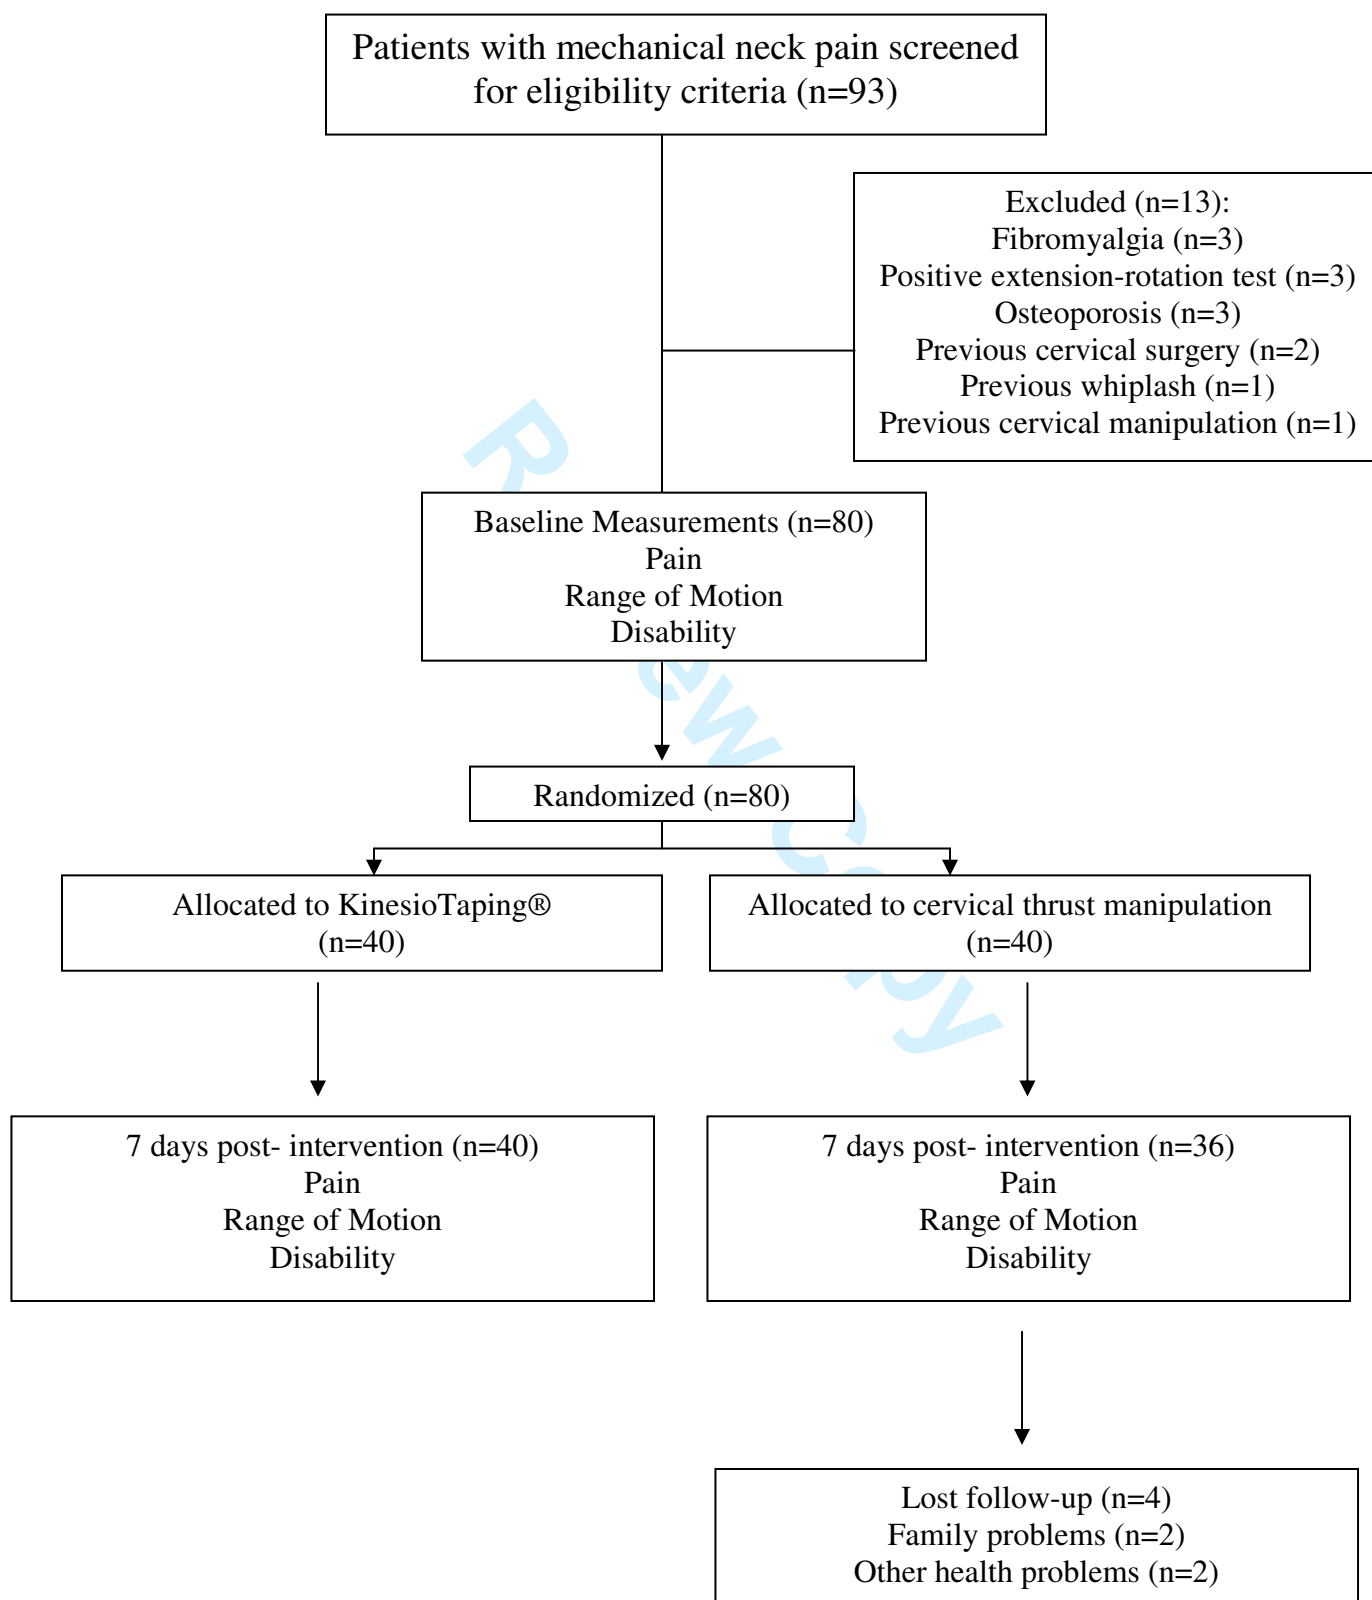 Patients with mechanical neck pain screened
for eligibility criteria (n=93)
Excluded (n=13):
Fibromyalgia (n=3)
Positive extension-rotation test (n=3)
Osteoporosis (n=3)
Previous cervical surgery (n=2)
Previous whiplash (n=1)
Previous cervical manipulation (n=1)
Baseline Measurements (n=80)
Pain
Range of Motion
Disability
Randomized (n=80)
Allocated to KinesioTaping®
(n=40)
Allocated to cervical thrust manipulation
(n=40)
7 days post- intervention (n=40)
Pain
Range of Motion
Disability
7 days post- intervention (n=36)
Pain
Range of Motion
Disability
Lost follow-up (n=4)
Family problems (n=2)
Other health problems (n=2)